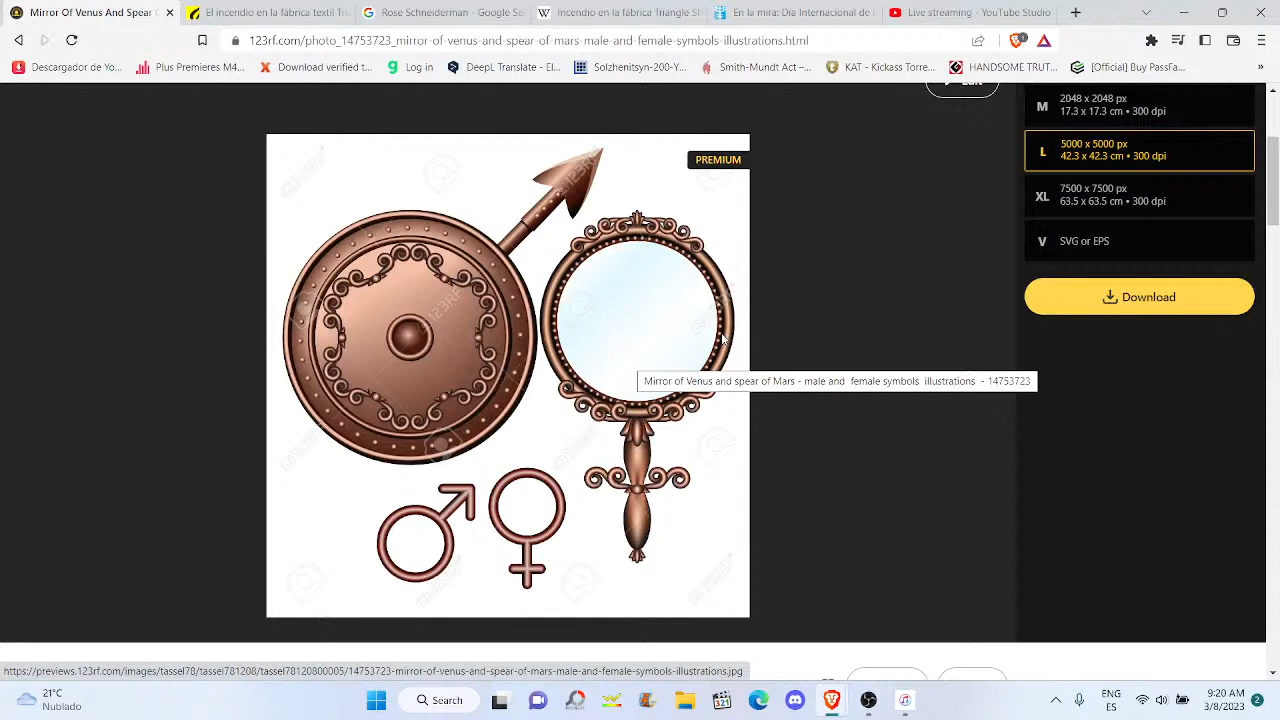 Mirror Of Venus And Spear O
El incendio en la fábrica textil Tri
Rose Schneiderman - Google Se
Incendio en la fábrica Triangle S
En la mira: Día Internacional de l
Live streaming - YouTube Studio
123rf.com/photo_14753723_mirror-of-venus-and-spear-of-mars-male-and-female-symbols-illustrations.html
Descargador de Yo...
Plus Premieres M4...
Download verified t...
Log in
DeepL Translate - El...
Solzhenitsyn-200-Y...
Smith-Mundt Act –...
KAT - Kickass Torre...
HANDSOME TRUT...
[Official] Buy PassFa...
»
Edit
M
2048 x 2048 px
17.3 x 17.3 cm • 300 dpi
PREMIUM
L
5000 x 5000 px
42.3 x 42.3 cm • 300 dpi
XL
7500 x 7500 px
63.5 x 63.5 cm • 300 dpi
V
SVG or EPS
Download
123RF
Mirror of Venus and spear of Mars - male and female symbols illustrations - 14753723
https://previews.123rf.com/images/tassel78/tassel781208/tassel78120800005/14753723-mirror-of-venus-and-spear-of-mars-male-and-female-symbols-illustrations.jpg
21°C
Nublado
Search
321
ENG
ES
9:20 AM
3/8/2023
2